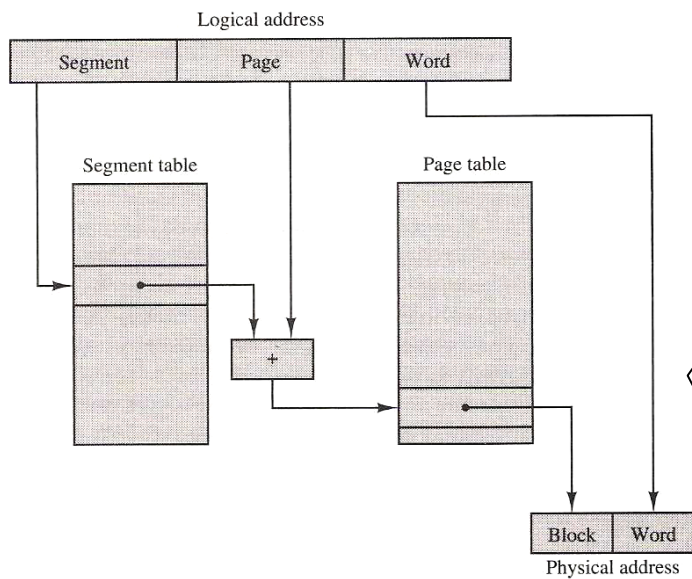 Logical address
Segment Page Word
Segment table
Page table
+
Block Word
Physical address